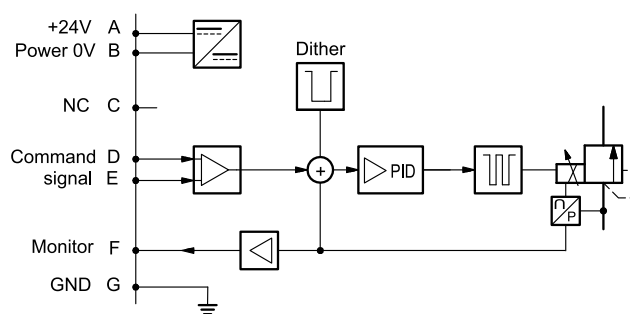 +24V A
Power 0V B
Dither
NC C
Command D
signal E
+
PID
Monitor F
P
GND G